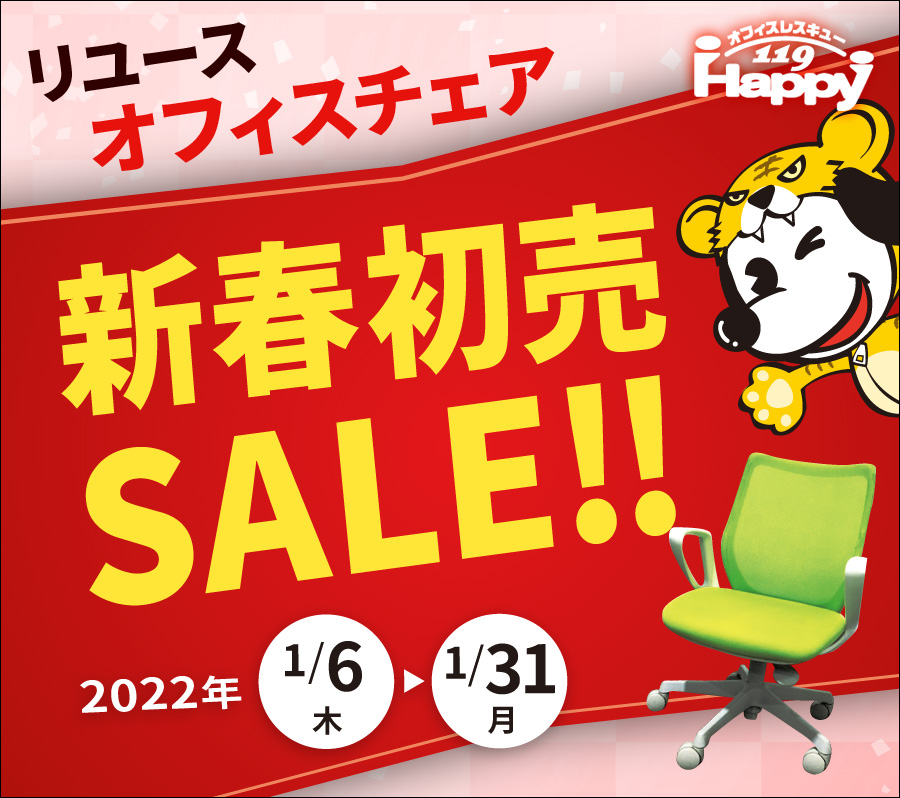 リユース
オフィスチェア
オフィスレスキュー
119
Happy
新春初売
SALE!!
2022年 1/6 木 ▶ 1/31 月